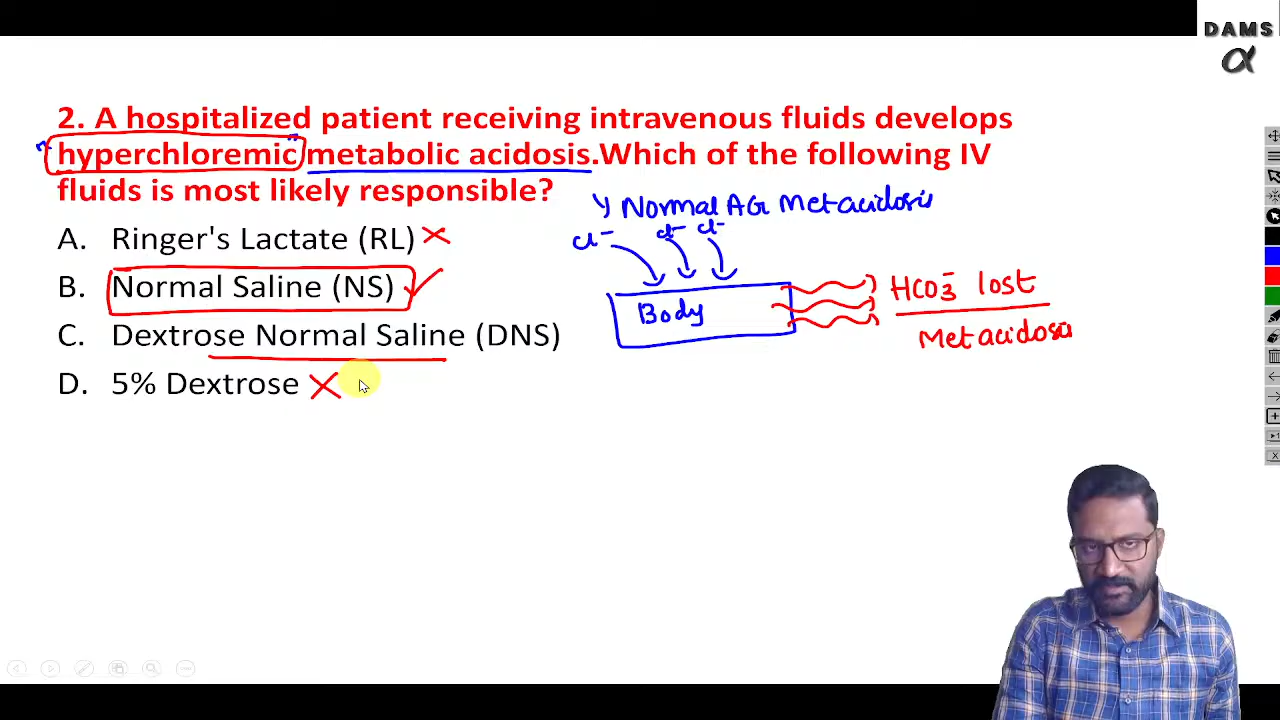 DAMS
α
2. A hospitalized patient receiving intravenous fluids develops
hyperchloremic metabolic acidosis.Which of the following IV
fluids is most likely responsible?
Normal AG Metacidosis
A. Ringer's Lactate (RL)
Cl⁻ Cl⁻ Cl⁻
B. Normal Saline (NS)
Body
HCO3⁻ lost
Metacidosis
C. Dextrose Normal Saline (DNS)
D. 5% Dextrose